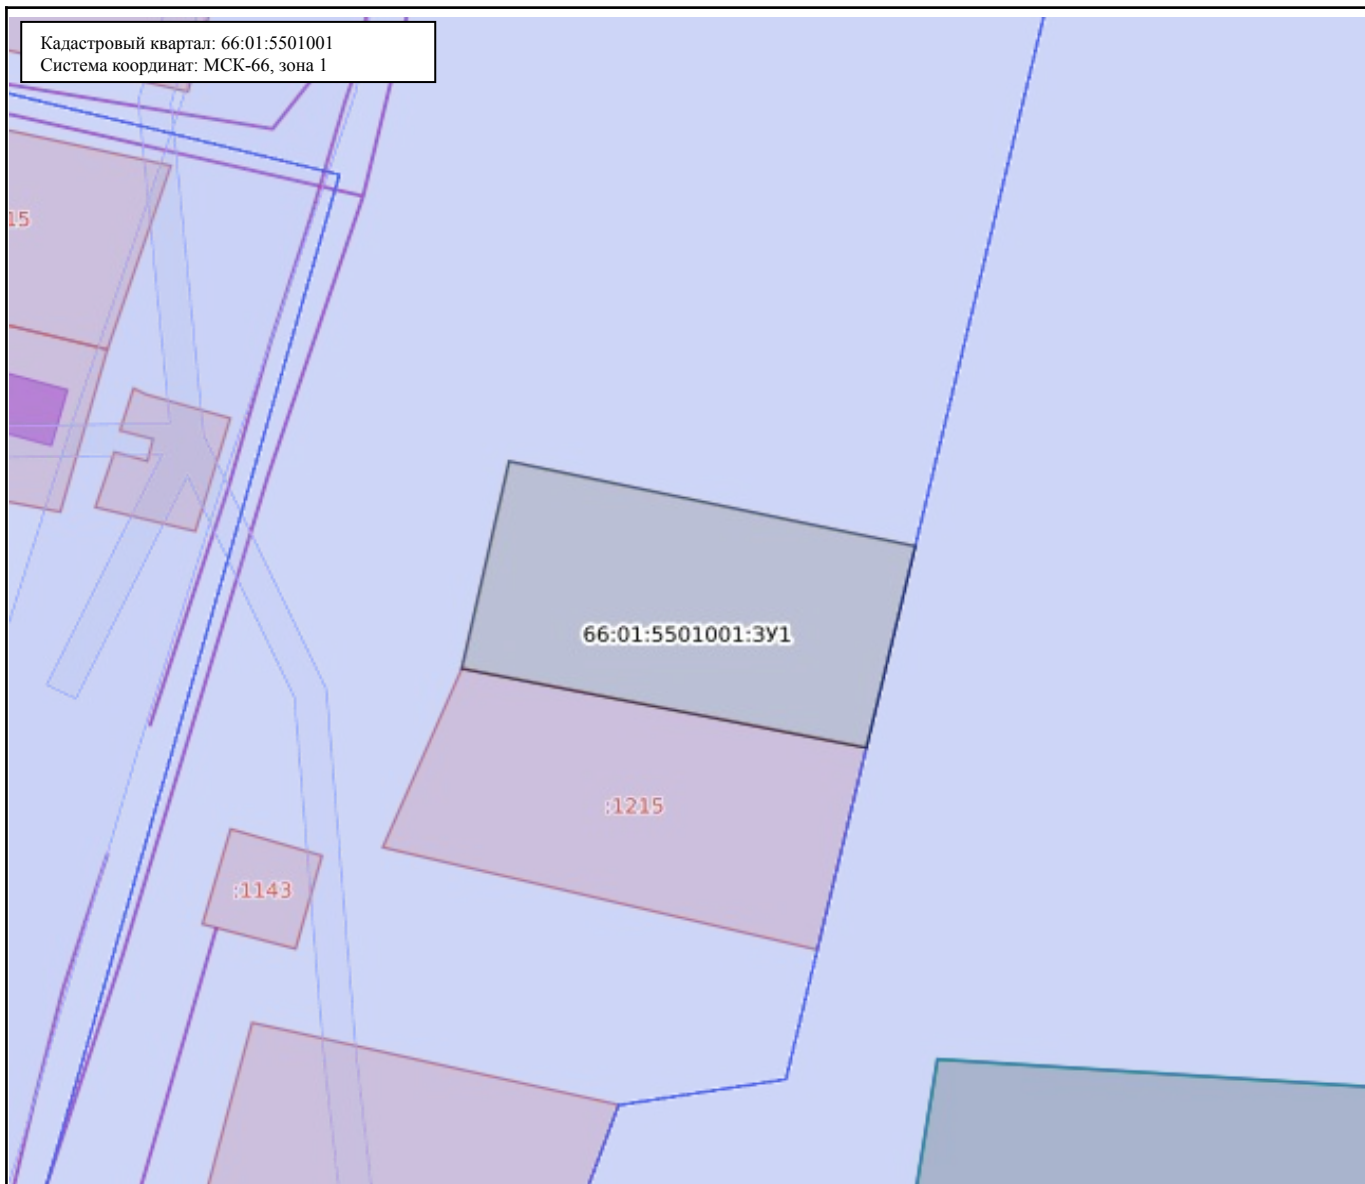 Кадастровый квартал: 66:01:5501001
Система координат: МСК-66, зона 1
15
66:01:5501001:ЗУ1
:1215
:1143